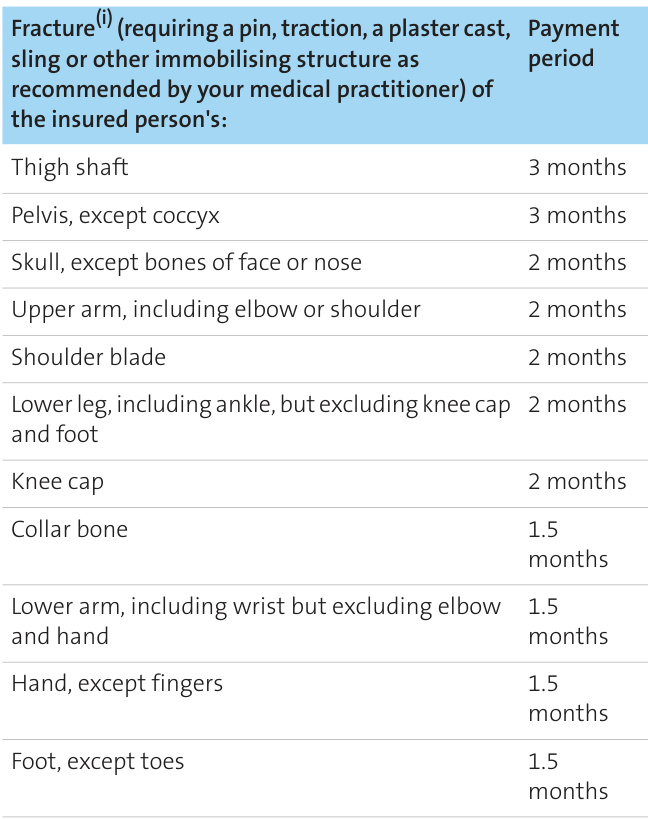 Fracture(i) (requiring a pin, traction, a plaster cast, sling or other immobilising structure as recommended by your medical practitioner) of the insured person's: Payment period
Thigh shaft 3 months
Pelvis, except coccyx 3 months
Skull, except bones of face or nose 2 months
Upper arm, including elbow or shoulder 2 months
Shoulder blade 2 months
Lower leg, including ankle, but excluding knee cap and foot 2 months
Knee cap 2 months
Collar bone 1.5 months
Lower arm, including wrist but excluding elbow and hand 1.5 months
Hand, except fingers 1.5 months
Foot, except toes 1.5 months